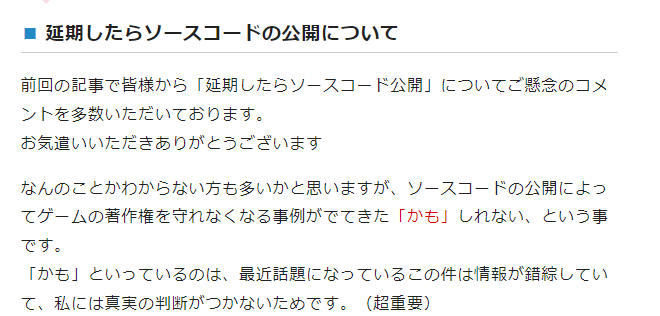 ■ 延期したらソースコードの公開について
前回の記事で皆様から「延期したらソースコード公開」についてご懸念のコメ
ントを多数いただいております。
お気遣いいただきありがとうございます
なんのことかわからない方も多いかと思いますが、ソースコードの公開によっ
てゲームの著作権を守れなくなる事例がでてきた「かも」しれない、という事
です。
「かも」といっているのは、最近話題になっているこの件は情報が錯綜してい
て、私には真実の判断がつかないためです。（超重要）